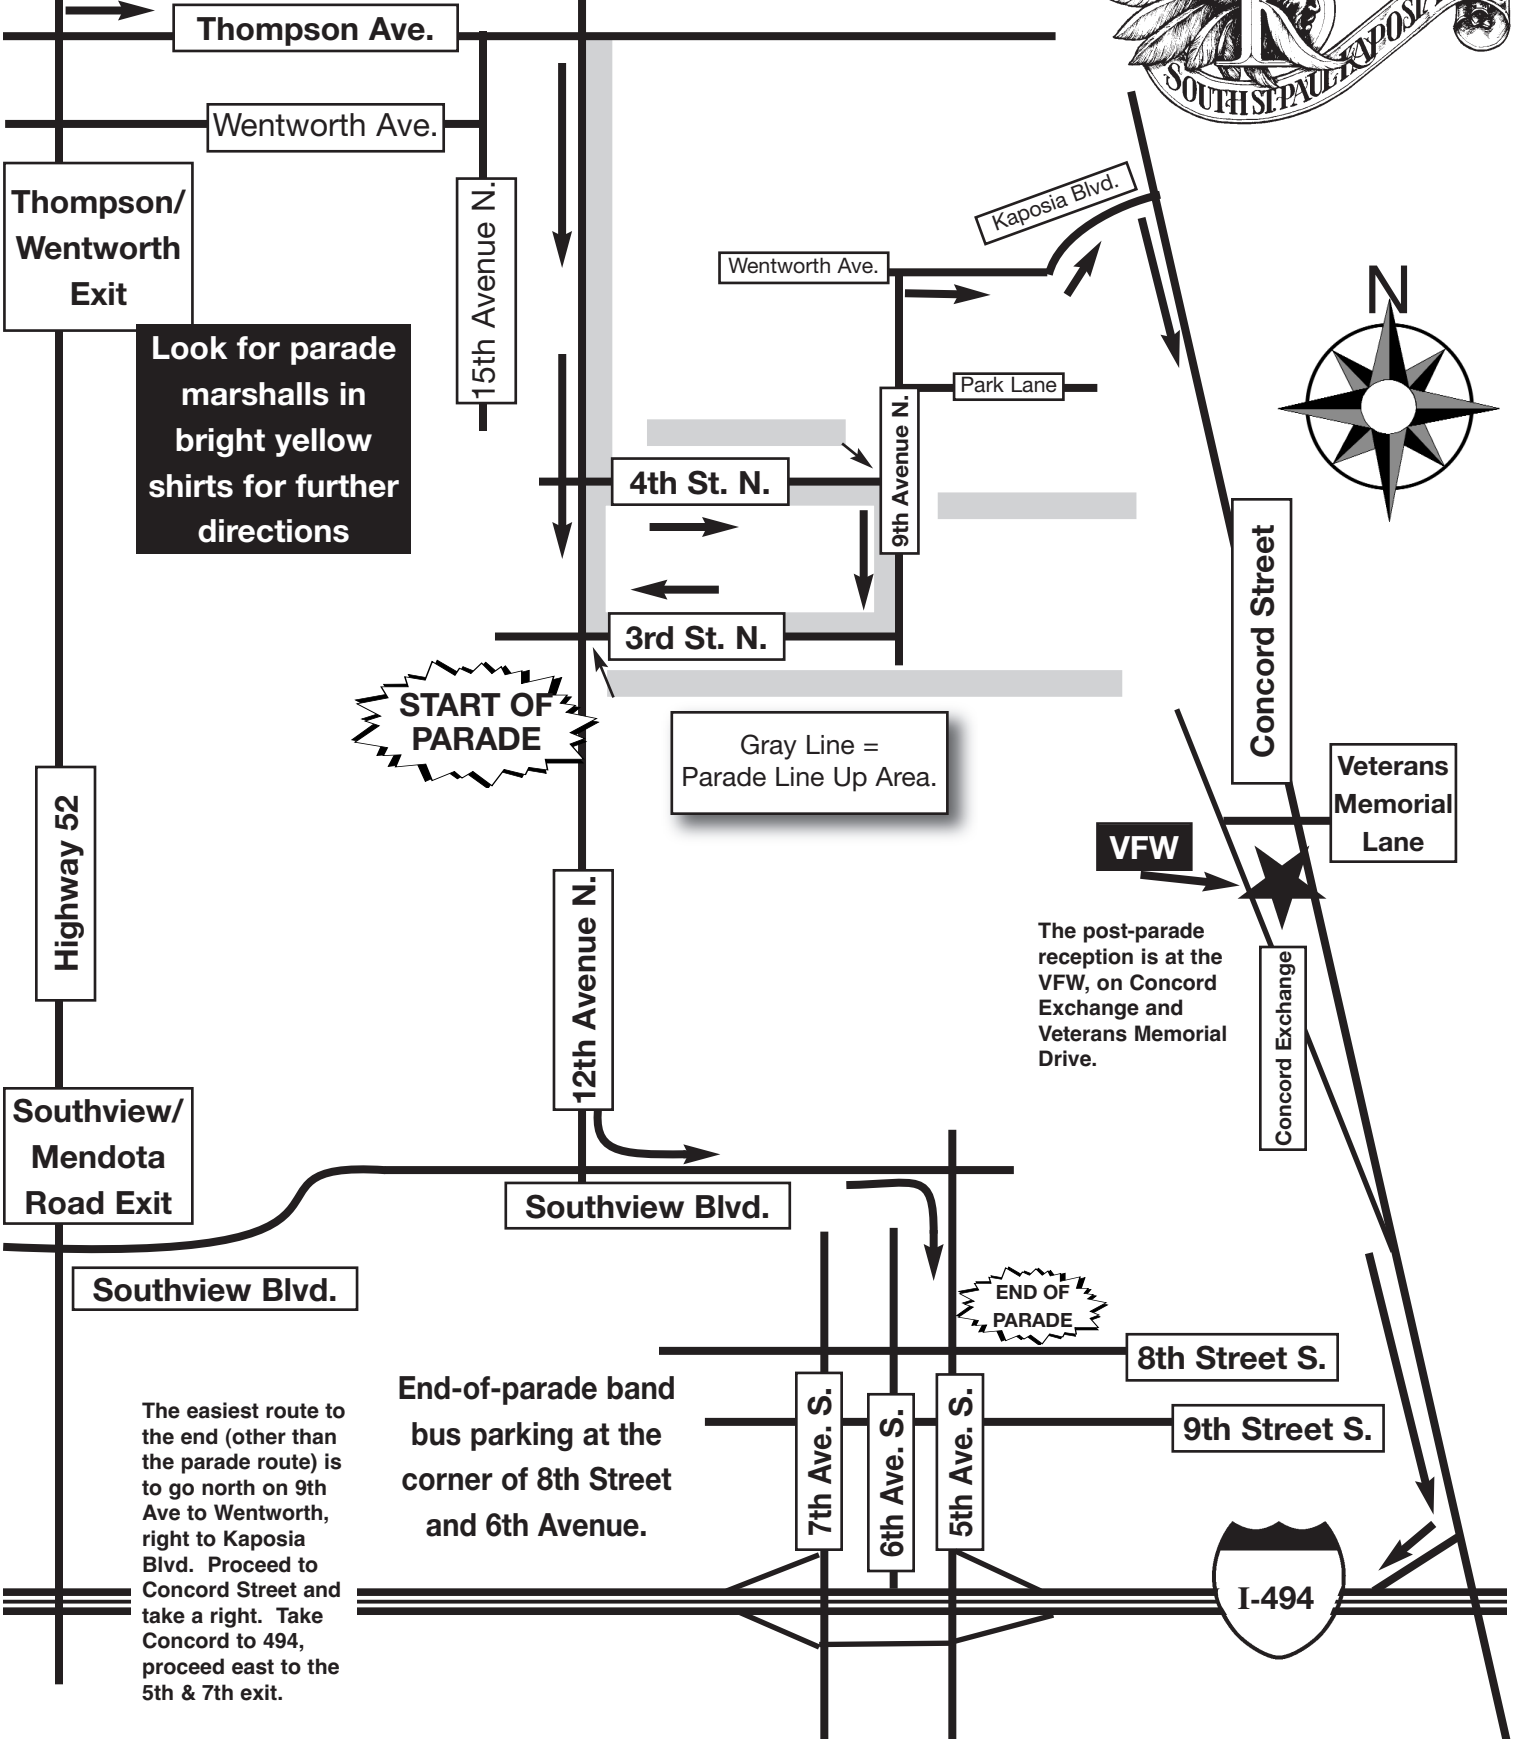 Thompson Ave.
SOUTH ST. PAUL KAPOSIA
Wentworth Ave.
Thompson/
Wentworth
Exit
15th Avenue N.
Kaposia Blvd.
Wentworth Ave.
N
Look for parade
marshalls in
bright yellow
shirts for further
directions
Park Lane
9th Avenue N.
4th St. N.
3rd St. N.
Concord Street
START OF
PARADE
Gray Line =
Parade Line Up Area.
Veterans
Memorial
Lane
Highway 52
VFW
12th Avenue N.
The post-parade
reception is at the
VFW, on Concord
Exchange and
Veterans Memorial
Drive.
Concord Exchange
Southview/
Mendota
Road Exit
Southview Blvd.
Southview Blvd.
END OF
PARADE
8th Street S.
End-of-parade band
bus parking at the
corner of 8th Street
and 6th Avenue.
7th Ave. S.
6th Ave. S.
5th Ave. S.
9th Street S.
The easiest route to
the end (other than
the parade route) is
to go north on 9th
Ave to Wentworth,
right to Kaposia
Blvd. Proceed to
Concord Street and
take a right. Take
Concord to 494,
proceed east to the
5th & 7th exit.
I-494